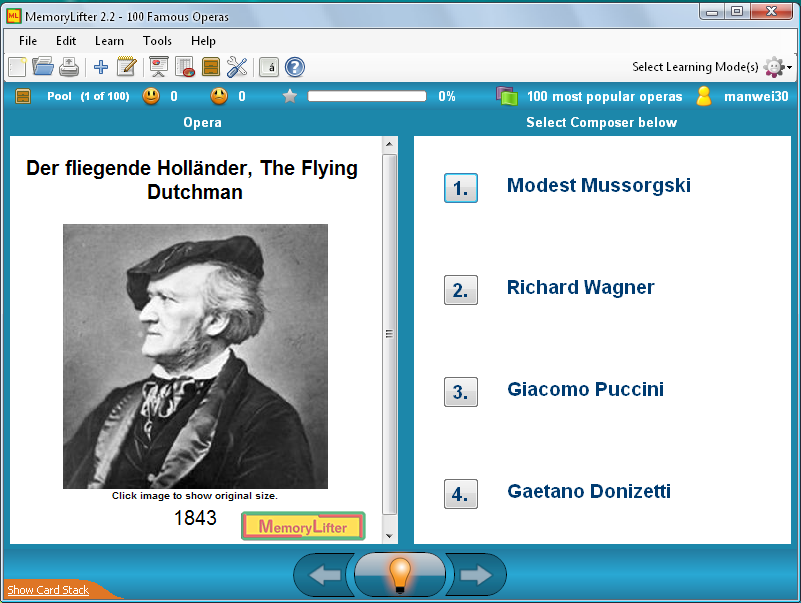 MemoryLifter 2.2 - 100 Famous Operas
File Edit Learn Tools Help
á ? Select Learning Mode(s)
Pool (1 of 100) 0 0 0% 100 most popular operas manwei30
Opera
Select Composer below
Der fliegende Holländer, The Flying
Dutchman
Click image to show original size.
1843
MemoryLifter
1. Modest Mussorgski
2. Richard Wagner
3. Giacomo Puccini
4. Gaetano Donizetti
Show Card Stack